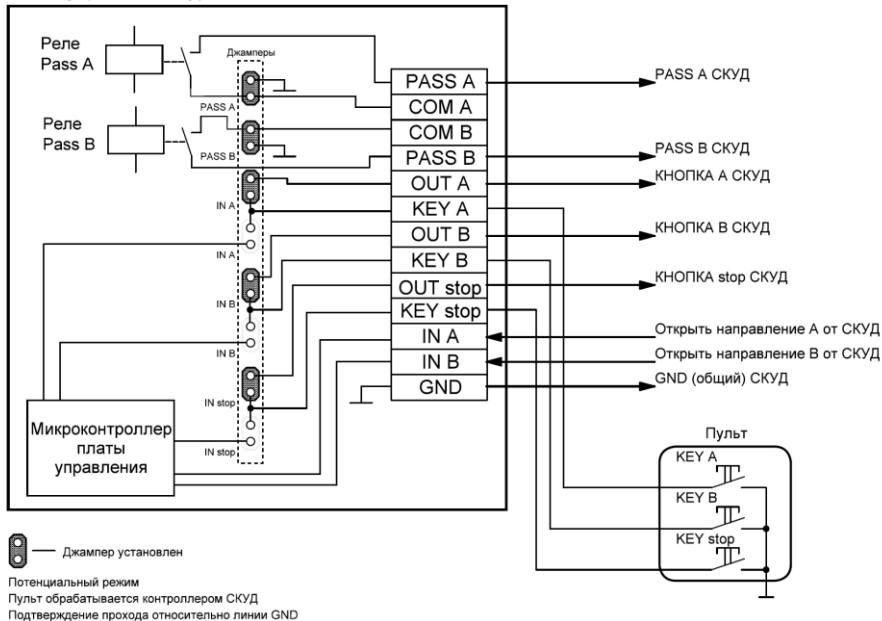 Реле
Pass A
Джамперы
PASS A
Реле
Pass B
PASS B
IN A
IN A
IN B
IN B
IN stop
IN stop
Микроконтроллер
платы
управления
PASS A
COM A
COM B
PASS B
OUT A
KEY A
OUT B
KEY B
OUT stop
KEY stop
IN A
IN B
GND
PASS A СКУД
PASS B СКУД
КНОПКА A СКУД
КНОПКА B СКУД
КНОПКА stop СКУД
Открыть направление A от СКУД
Открыть направление B от СКУД
GND (общий) СКУД
Пульт
KEY A
KEY B
KEY stop
Джампер установлен
Потенциальный режим
Пульт обрабатывается контроллером СКУД
Подтверждение прохода относительно линии GND